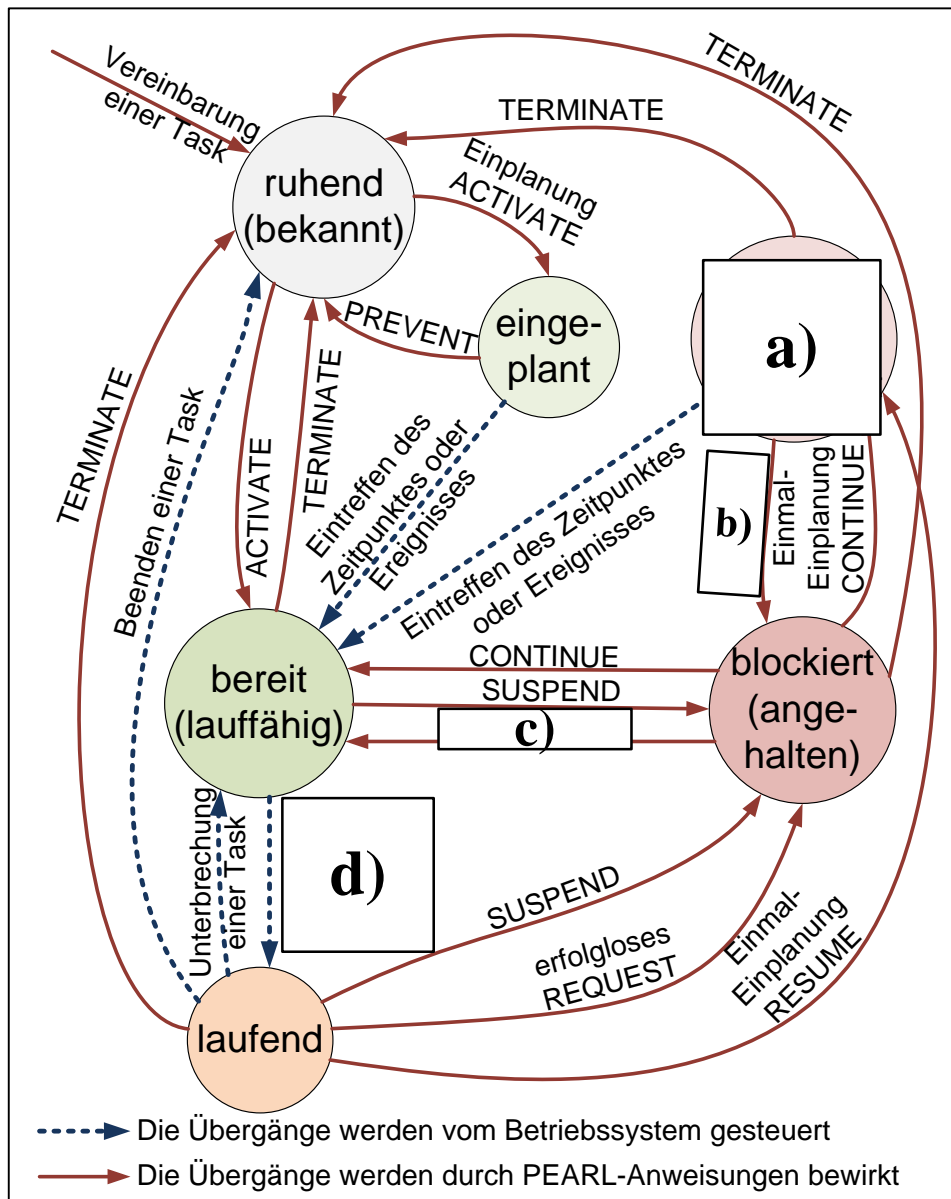 Vereinbarung
einer Task
TERMINATE
TERMINATE
Einplanung
ACTIVATE
ruhend
(bekannt)
PREVENT
einge-
plant
a)
TERMINATE
Beenden einer Task
ACTIVATE
TERMINATE
Eintreffen des
Zeitpunktes oder
Ereignisses
Eintreffen des Zeitpunktes
oder Ereignisses
b)
Einmal-
Einplanung
CONTINUE
bereit
(lauffähig)
CONTINUE
SUSPEND
c)
blockiert
(ange-
halten)
Unterbrechung
einer Task
d)
SUSPEND
erfolgloses
REQUEST
Einmal-
Einplanung
RESUME
laufend
Die Übergänge werden vom Betriebssystem gesteuert
Die Übergänge werden durch PEARL-Anweisungen bewirkt